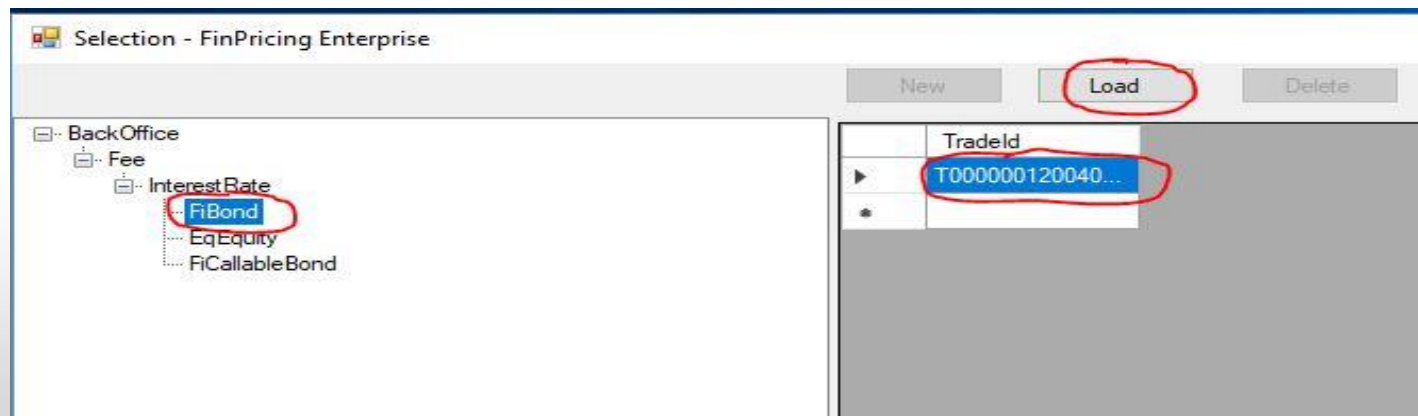 Selection - FinPricing Enterprise
New Load Delete
BackOffice
Fee
InterestRate
FiBond
EqEquity
FiCallableBond
TradeId
T000000120040...